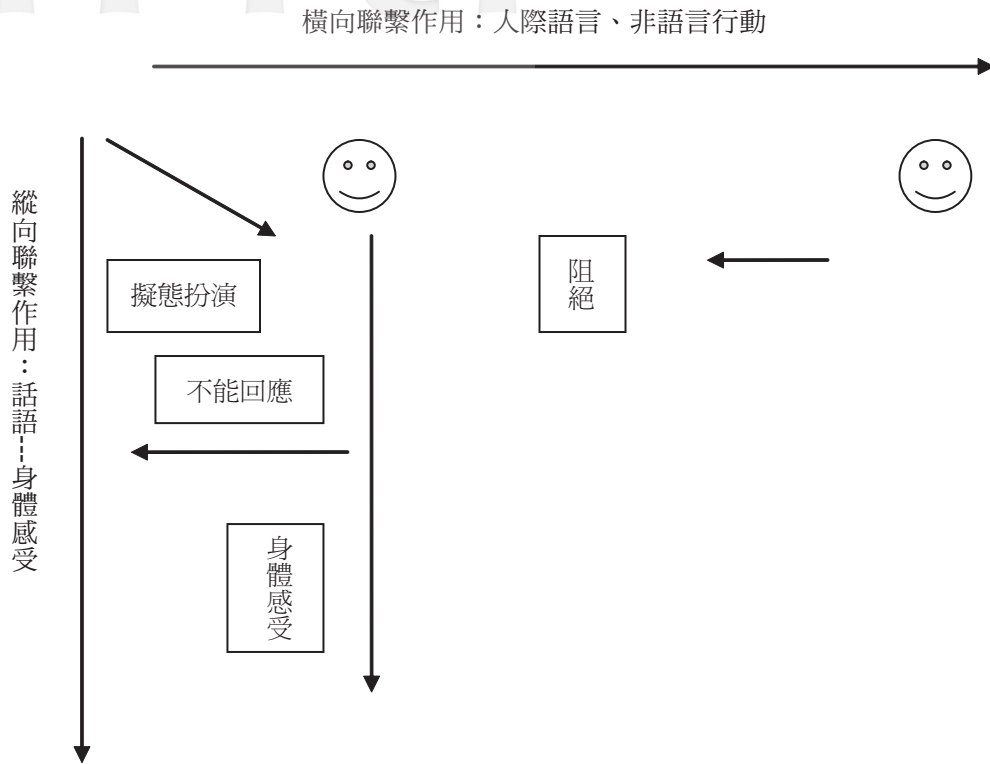 橫向聯繫作用：人際語言、非語言行動
縱向聯繫作用：話語---身體感受
擬態扮演
阻絕
不能回應
身體感受